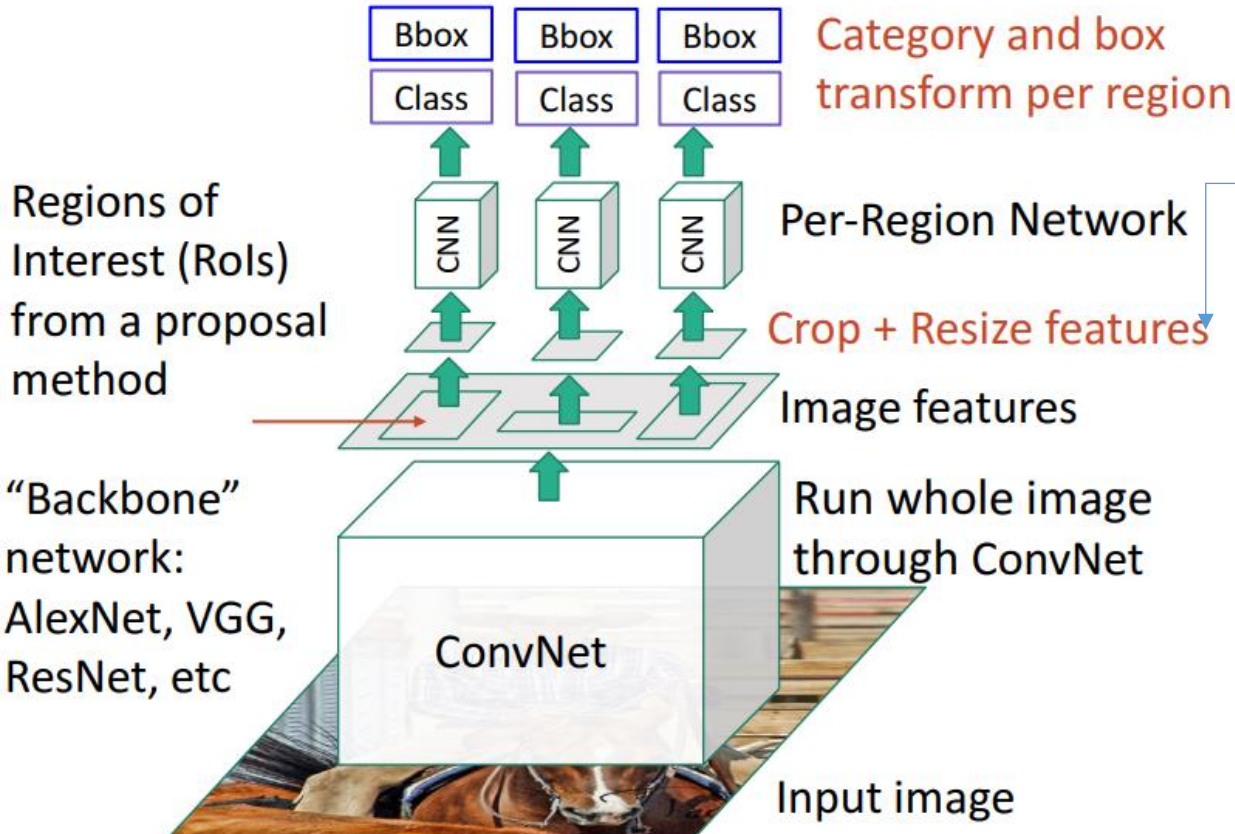 Bbox
Bbox
Bbox
Class
Class
Class
Category and box
transform per region
CNN
CNN
CNN
Per-Region Network
Regions of
Interest (RoIs)
from a proposal
method
Crop + Resize features
Image features
“Backbone”
network:
AlexNet, VGG,
ResNet, etc
ConvNet
Run whole image
through ConvNet
Input image